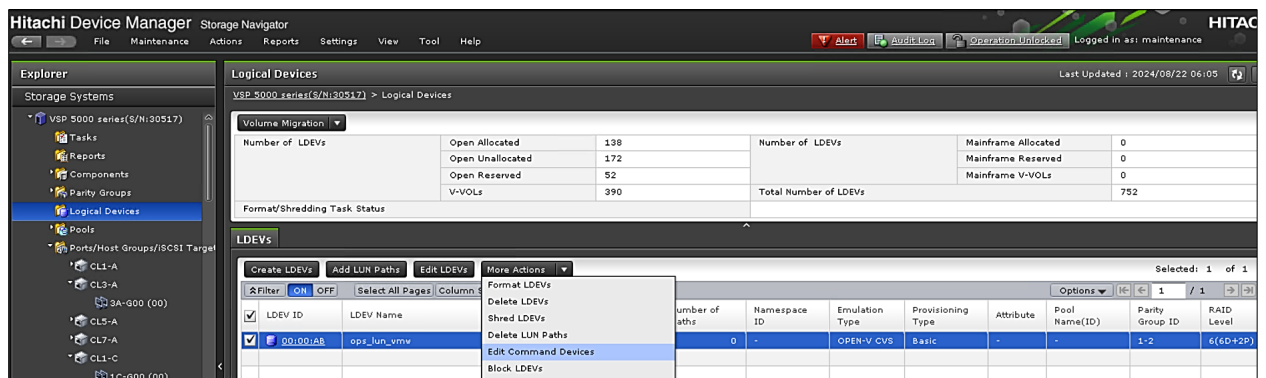 Hitachi Device Manager Storage Navigator
HITAC
File Maintenance Actions Reports Settings View Tool Help
Alert Audit Log Operation Unlocked Logged in as: maintenance
Explorer
Storage Systems
VSP 5000 series(S/N:30517)
Tasks
Reports
Components
Parity Groups
Logical Devices
Pools
Ports/Host Groups/iSCSI Target
CL1-A
CL3-A
3A-G00 (00)
CL5-A
CL7-A
CL1-C
1C-G00 (00)
Logical Devices
Last Updated : 2024/08/22 06:05
VSP 5000 series(S/N:30517) > Logical Devices
Volume Migration
Number of LDEVs Open Allocated 138 Number of LDEVs Mainframe Allocated 0
Open Unallocated 172 Mainframe Reserved 0
Open Reserved 52 Mainframe V-VOLs 0
V-VOLs 390 Total Number of LDEVs 752
Format/Shredding Task Status
LDEVs
Create LDEVs Add LUN Paths Edit LDEVs More Actions Selected: 1 of 1
Filter ON OFF Select All Pages Column S Options 1 / 1
Format LDEVs
Delete LDEVs
Shred LDEVs
Delete LUN Paths
Edit Command Devices
Block LDEVs
LDEV ID LDEV Name umber of aths Namespace ID Emulation Type Provisioning Type Attribute Pool Name(ID) Parity Group ID RAID Level
00:00:AB ops_lun_vmw 0 - OPEN-V CVS Basic - - 1-2 6(6D+2P)